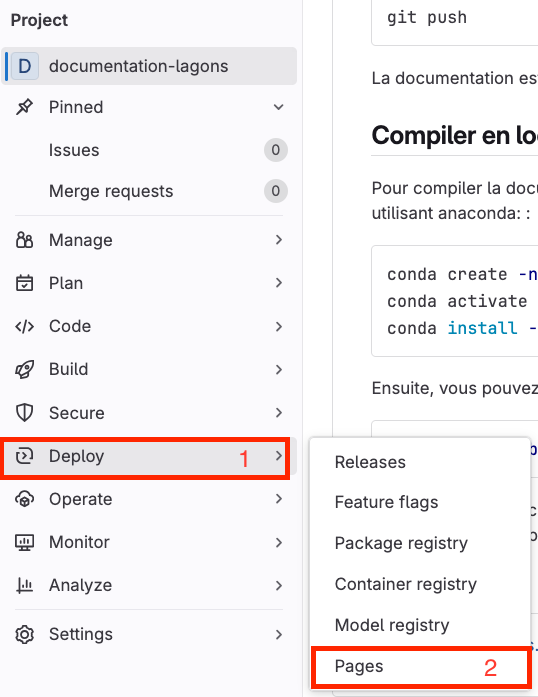 Project
D documentation-lagons
Pinned
Issues 0
Merge requests 0
Manage
Plan
Code
Build
Secure
Deploy 1
Operate
Monitor
Analyze
Settings
git push
La documentation es
Compiler en lo
Pour compiler la doc
utilisant anaconda: :
conda create -n
conda activate
conda install -
Ensuite, vous pouvez
Releases
Feature flags
Package registry
Container registry
Model registry
Pages 2